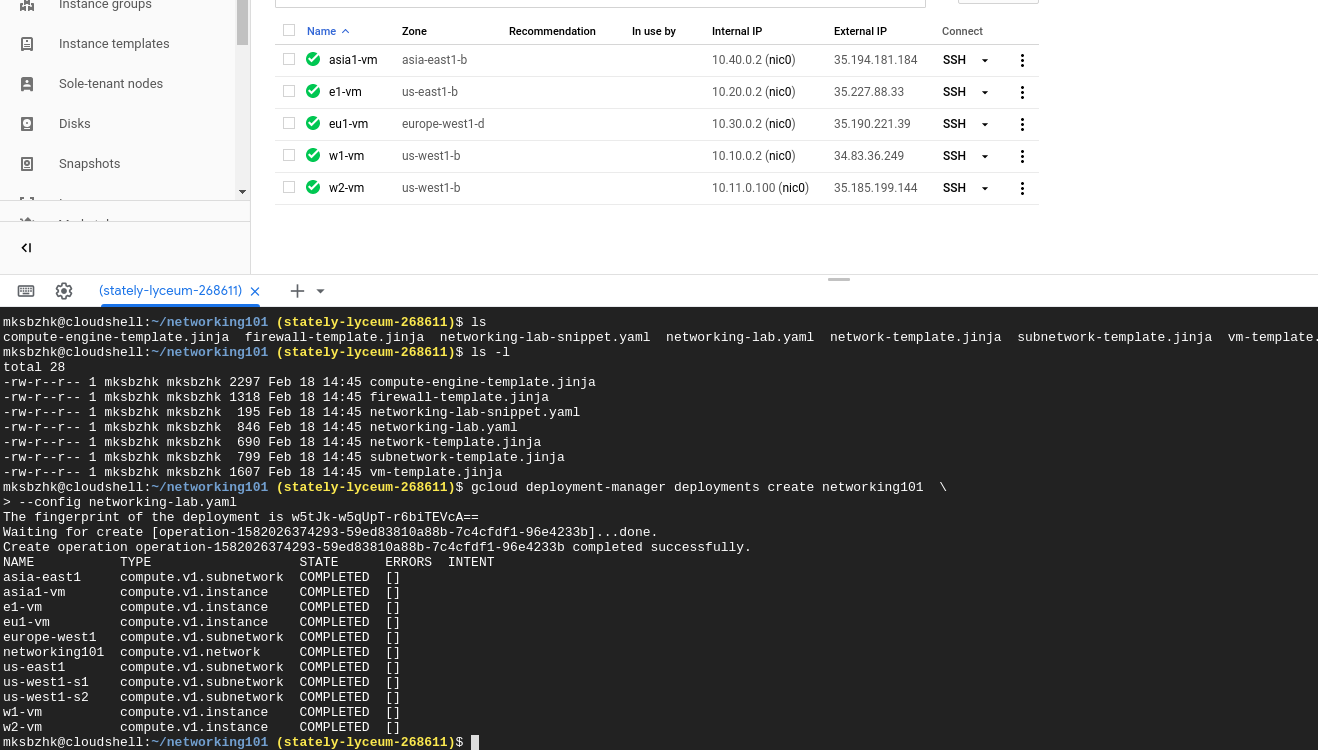 Instance groups
Instance templates
Sole-tenant nodes
Disks
Snapshots
Name Zone Recommendation In use by Internal IP External IP Connect
asia1-vm asia-east1-b 10.40.0.2 (nic0) 35.194.181.184 SSH
e1-vm us-east1-b 10.20.0.2 (nic0) 35.227.88.33 SSH
eu1-vm europe-west1-d 10.30.0.2 (nic0) 35.190.221.39 SSH
w1-vm us-west1-b 10.10.0.2 (nic0) 34.83.36.249 SSH
w2-vm us-west1-b 10.11.0.100 (nic0) 35.185.199.144 SSH
(stately-lyceum-268611)
mksbzhk@cloudshell:~/networking101 (stately-lyceum-268611)$ ls
compute-engine-template.jinja  firewall-template.jinja  networking-lab-snippet.yaml  networking-lab.yaml  network-template.jinja  subnetwork-template.jinja  vm-template.
mksbzhk@cloudshell:~/networking101 (stately-lyceum-268611)$ ls -l
total 28
-rw-r--r-- 1 mksbzhk mksbzhk 2297 Feb 18 14:45 compute-engine-template.jinja
-rw-r--r-- 1 mksbzhk mksbzhk 1318 Feb 18 14:45 firewall-template.jinja
-rw-r--r-- 1 mksbzhk mksbzhk  195 Feb 18 14:45 networking-lab-snippet.yaml
-rw-r--r-- 1 mksbzhk mksbzhk  846 Feb 18 14:45 networking-lab.yaml
-rw-r--r-- 1 mksbzhk mksbzhk  690 Feb 18 14:45 network-template.jinja
-rw-r--r-- 1 mksbzhk mksbzhk  799 Feb 18 14:45 subnetwork-template.jinja
-rw-r--r-- 1 mksbzhk mksbzhk 1607 Feb 18 14:45 vm-template.jinja
mksbzhk@cloudshell:~/networking101 (stately-lyceum-268611)$ gcloud deployment-manager deployments create networking101  \
> --config networking-lab.yaml
The fingerprint of the deployment is w5tJk-w5qUpT-r6biTEVcA==
Waiting for create [operation-1582026374293-59ed83810a88b-7c4cfdf1-96e4233b]...done.
Create operation operation-1582026374293-59ed83810a88b-7c4cfdf1-96e4233b completed successfully.
NAME           TYPE                   STATE      ERRORS  INTENT
asia-east1     compute.v1.subnetwork  COMPLETED  []
asia1-vm       compute.v1.instance    COMPLETED  []
e1-vm          compute.v1.instance    COMPLETED  []
eu1-vm         compute.v1.instance    COMPLETED  []
europe-west1   compute.v1.subnetwork  COMPLETED  []
networking101  compute.v1.network     COMPLETED  []
us-east1       compute.v1.subnetwork  COMPLETED  []
us-west1-s1    compute.v1.subnetwork  COMPLETED  []
us-west1-s2    compute.v1.subnetwork  COMPLETED  []
w1-vm          compute.v1.instance    COMPLETED  []
w2-vm          compute.v1.instance    COMPLETED  []
mksbzhk@cloudshell:~/networking101 (stately-lyceum-268611)$